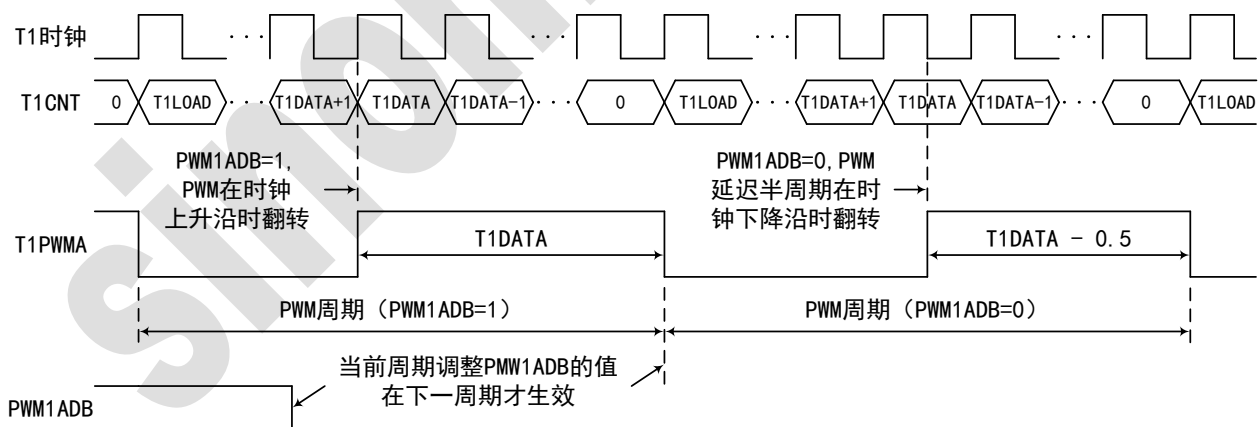 T1时钟
T1CNT 0 T1LOAD ··· T1DATA+1 T1DATA T1DATA-1 ··· 0 T1LOAD ··· T1DATA+1 T1DATA T1DATA-1 ··· 0 T1LOAD
PWM1ADB=1,
PWM在时钟
上升沿时翻转
PWM1ADB=0, PWM
延迟半周期在时
钟下降沿时翻转
T1PWMA
T1DATA
T1DATA - 0.5
PWM周期（PWM1ADB=1）
PWM周期（PWM1ADB=0）
当前周期调整PMW1ADB的值
在下一周期才生效
PWM1ADB